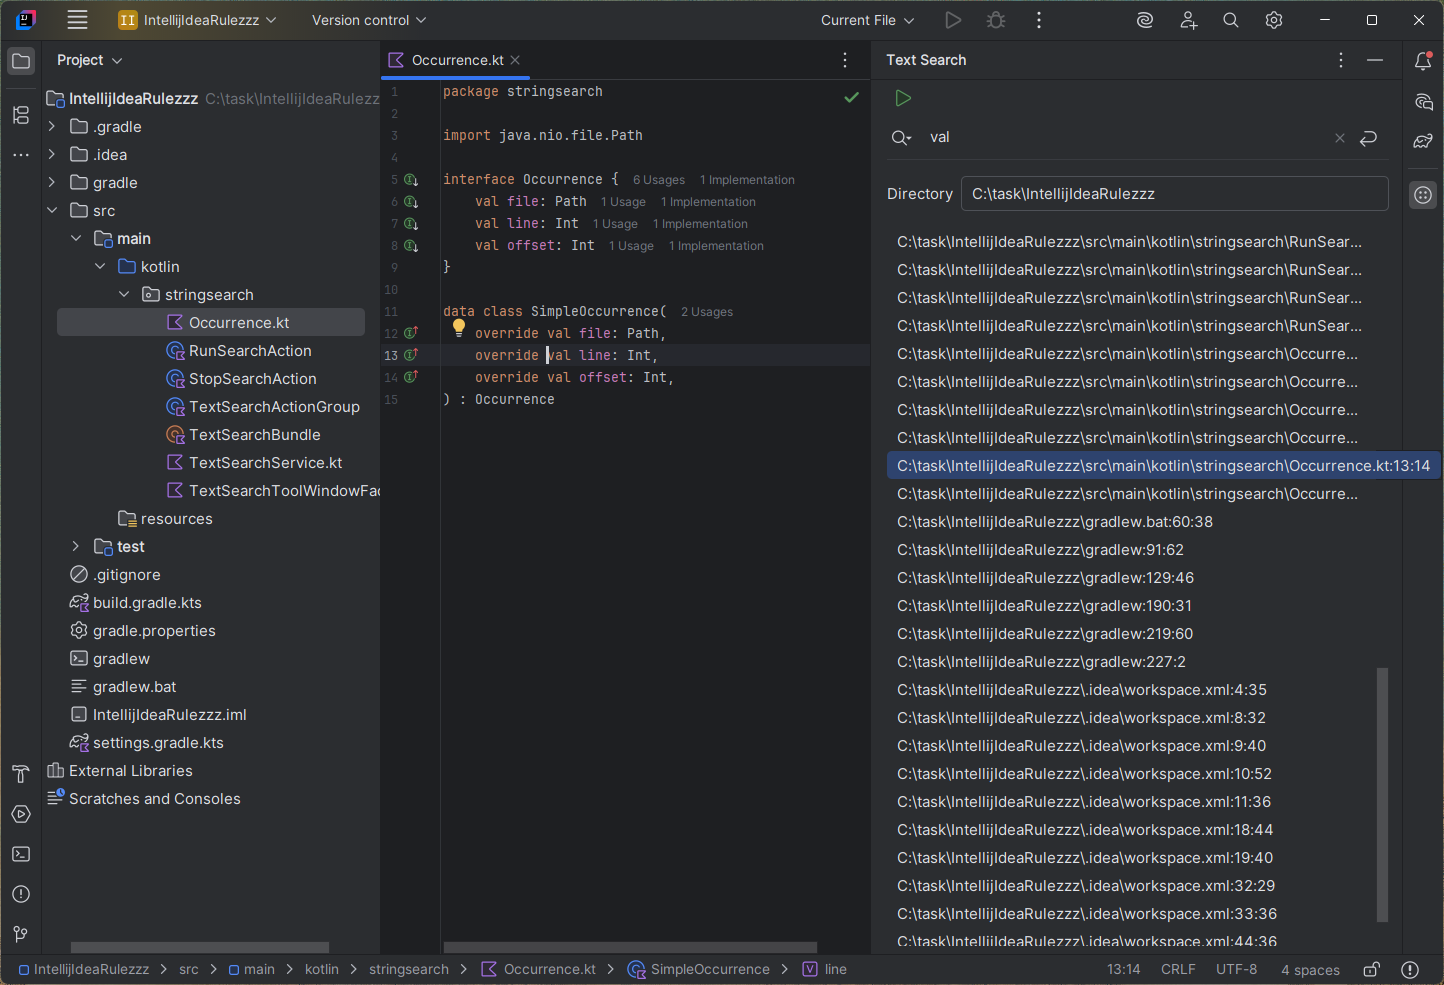 IJ
II IntellijIdeaRulezzz
Version control
Current File
Project
Occurrence.kt
Text Search
IntellijIdeaRulezzz C:\task\IntellijIdeaRulezz
.gradle
.idea
gradle
src
main
kotlin
stringsearch
Occurrence.kt
RunSearchAction
StopSearchAction
TextSearchActionGroup
TextSearchBundle
TextSearchService.kt
TextSearchToolWindowFac
resources
test
.gitignore
build.gradle.kts
gradle.properties
gradlew
gradlew.bat
IntellijIdeaRulezzz.iml
settings.gradle.kts
External Libraries
Scratches and Consoles
1 package stringsearch
2
3 import java.nio.file.Path
4
5 interface Occurrence { 6 Usages 1 Implementation
6 val file: Path 1 Usage 1 Implementation
7 val line: Int 1 Usage 1 Implementation
8 val offset: Int 1 Usage 1 Implementation
9 }
10
11 data class SimpleOccurrence( 2 Usages
12 override val file: Path,
13 override val line: Int,
14 override val offset: Int,
15 ) : Occurrence
val
Directory C:\task\IntellijIdeaRulezzz
C:\task\IntellijIdeaRulezzz\src\main\kotlin\stringsearch\RunSear...
C:\task\IntellijIdeaRulezzz\src\main\kotlin\stringsearch\RunSear...
C:\task\IntellijIdeaRulezzz\src\main\kotlin\stringsearch\RunSear...
C:\task\IntellijIdeaRulezzz\src\main\kotlin\stringsearch\RunSear...
C:\task\IntellijIdeaRulezzz\src\main\kotlin\stringsearch\Occurre...
C:\task\IntellijIdeaRulezzz\src\main\kotlin\stringsearch\Occurre...
C:\task\IntellijIdeaRulezzz\src\main\kotlin\stringsearch\Occurre...
C:\task\IntellijIdeaRulezzz\src\main\kotlin\stringsearch\Occurre...
C:\task\IntellijIdeaRulezzz\src\main\kotlin\stringsearch\Occurrence.kt:13:14
C:\task\IntellijIdeaRulezzz\src\main\kotlin\stringsearch\Occurre...
C:\task\IntellijIdeaRulezzz\gradlew.bat:60:38
C:\task\IntellijIdeaRulezzz\gradlew:91:62
C:\task\IntellijIdeaRulezzz\gradlew:129:46
C:\task\IntellijIdeaRulezzz\gradlew:190:31
C:\task\IntellijIdeaRulezzz\gradlew:219:60
C:\task\IntellijIdeaRulezzz\gradlew:227:2
C:\task\IntellijIdeaRulezzz\.idea\workspace.xml:4:35
C:\task\IntellijIdeaRulezzz\.idea\workspace.xml:8:32
C:\task\IntellijIdeaRulezzz\.idea\workspace.xml:9:40
C:\task\IntellijIdeaRulezzz\.idea\workspace.xml:10:52
C:\task\IntellijIdeaRulezzz\.idea\workspace.xml:11:36
C:\task\IntellijIdeaRulezzz\.idea\workspace.xml:18:44
C:\task\IntellijIdeaRulezzz\.idea\workspace.xml:19:40
C:\task\IntellijIdeaRulezzz\.idea\workspace.xml:32:29
C:\task\IntellijIdeaRulezzz\.idea\workspace.xml:33:36
C:\task\IntellijIdeaRulezzz\.idea\workspace.xml:44:36
IntellijIdeaRulezzz > src > main > kotlin > stringsearch > Occurrence.kt > SimpleOccurrence > V line
13:14 CRLF UTF-8 4 spaces